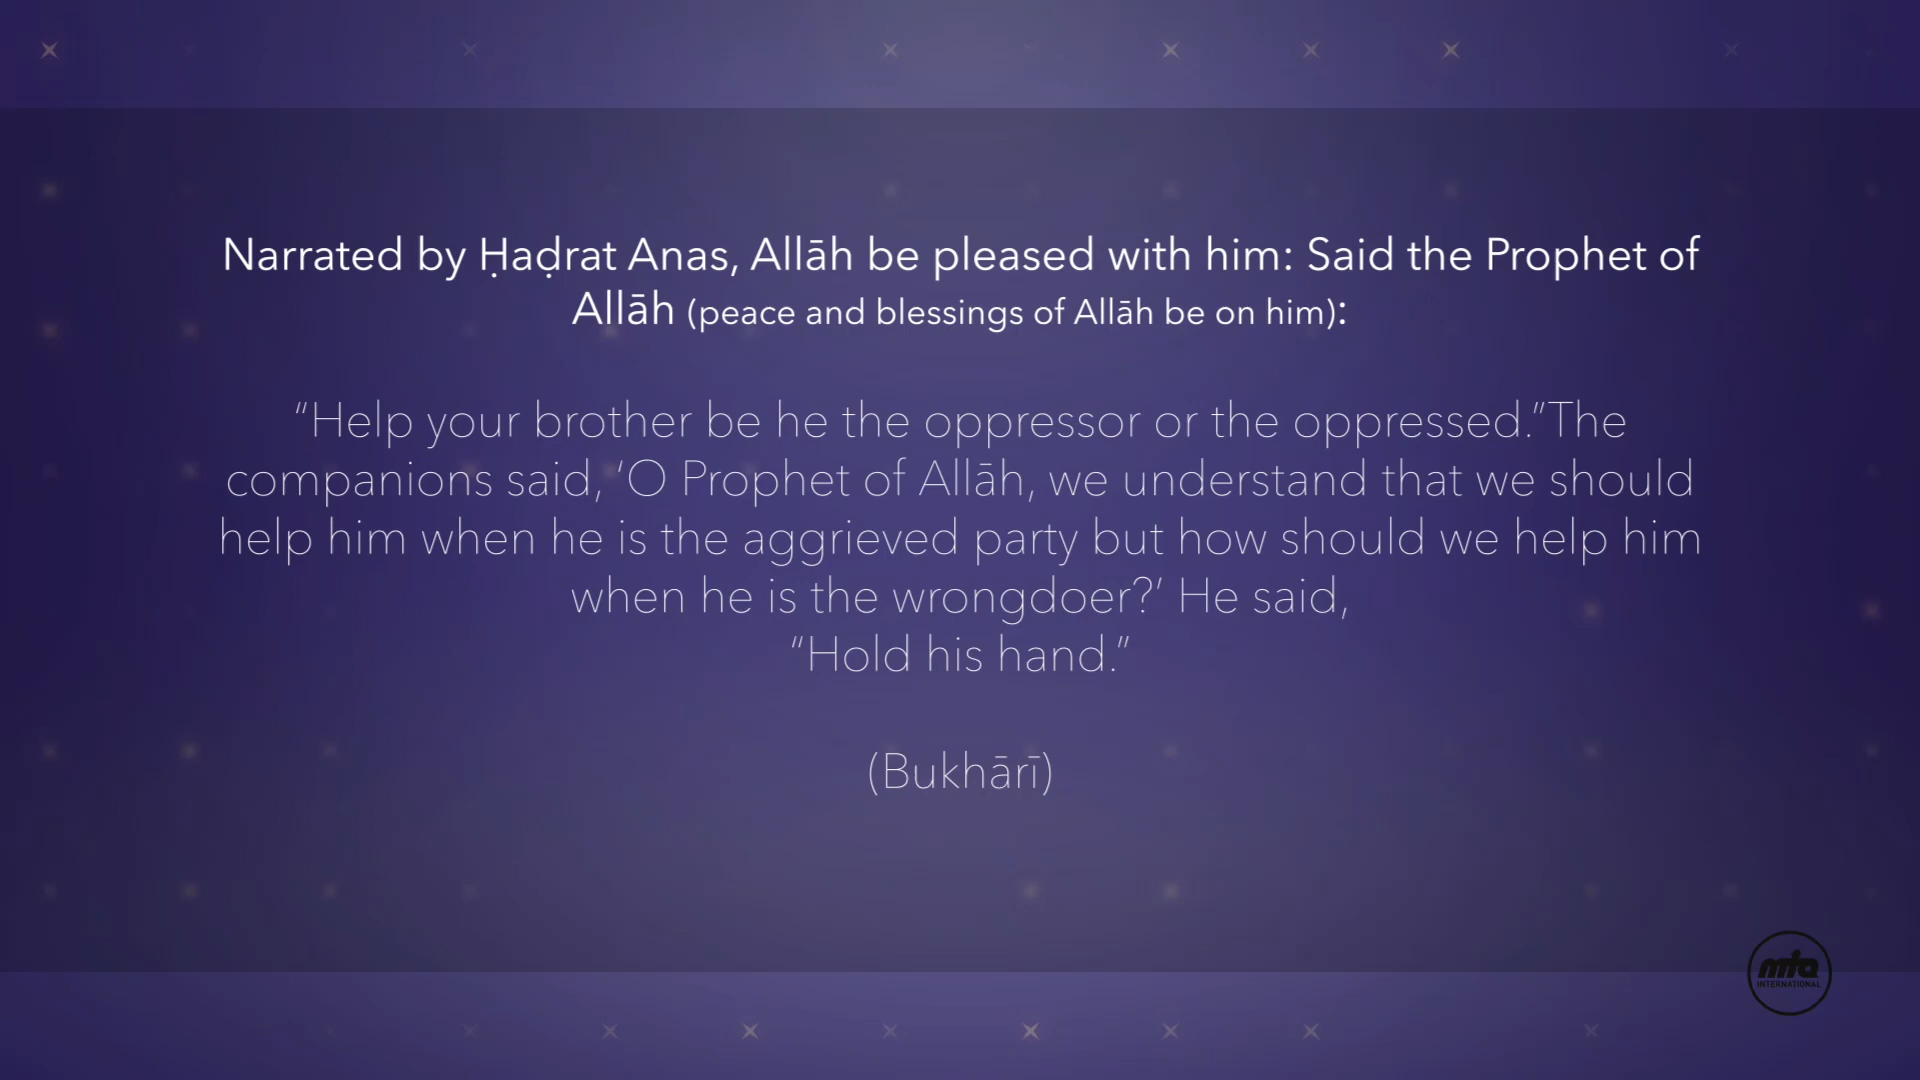 Narrated by Ḥaḍrat Anas, Allāh be pleased with him: Said the Prophet of
Allāh (peace and blessings of Allāh be on him):
“Help your brother be he the oppressor or the oppressed.”The
companions said, ‘O Prophet of Allāh, we understand that we should
help him when he is the aggrieved party but how should we help him
when he is the wrongdoer?’ He said,
“Hold his hand.”
(Bukhārī)
mta
INTERNATIONAL